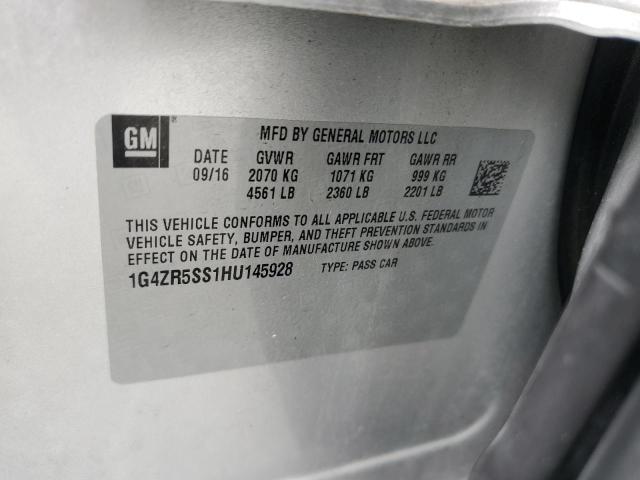 GM ®
MFD BY GENERAL MOTORS LLC
DATE GVWR GAWR FRT GAWR RR
09/16 2070 KG 1071 KG 999 KG
4561 LB 2360 LB 2201 LB
THIS VEHICLE CONFORMS TO ALL APPLICABLE U.S. FEDERAL MOTOR
VEHICLE SAFETY, BUMPER, AND THEFT PREVENTION STANDARDS IN
EFFECT ON THE DATE OF MANUFACTURE SHOWN ABOVE.
1G4ZR5SS1HU145928 TYPE: PASS CAR